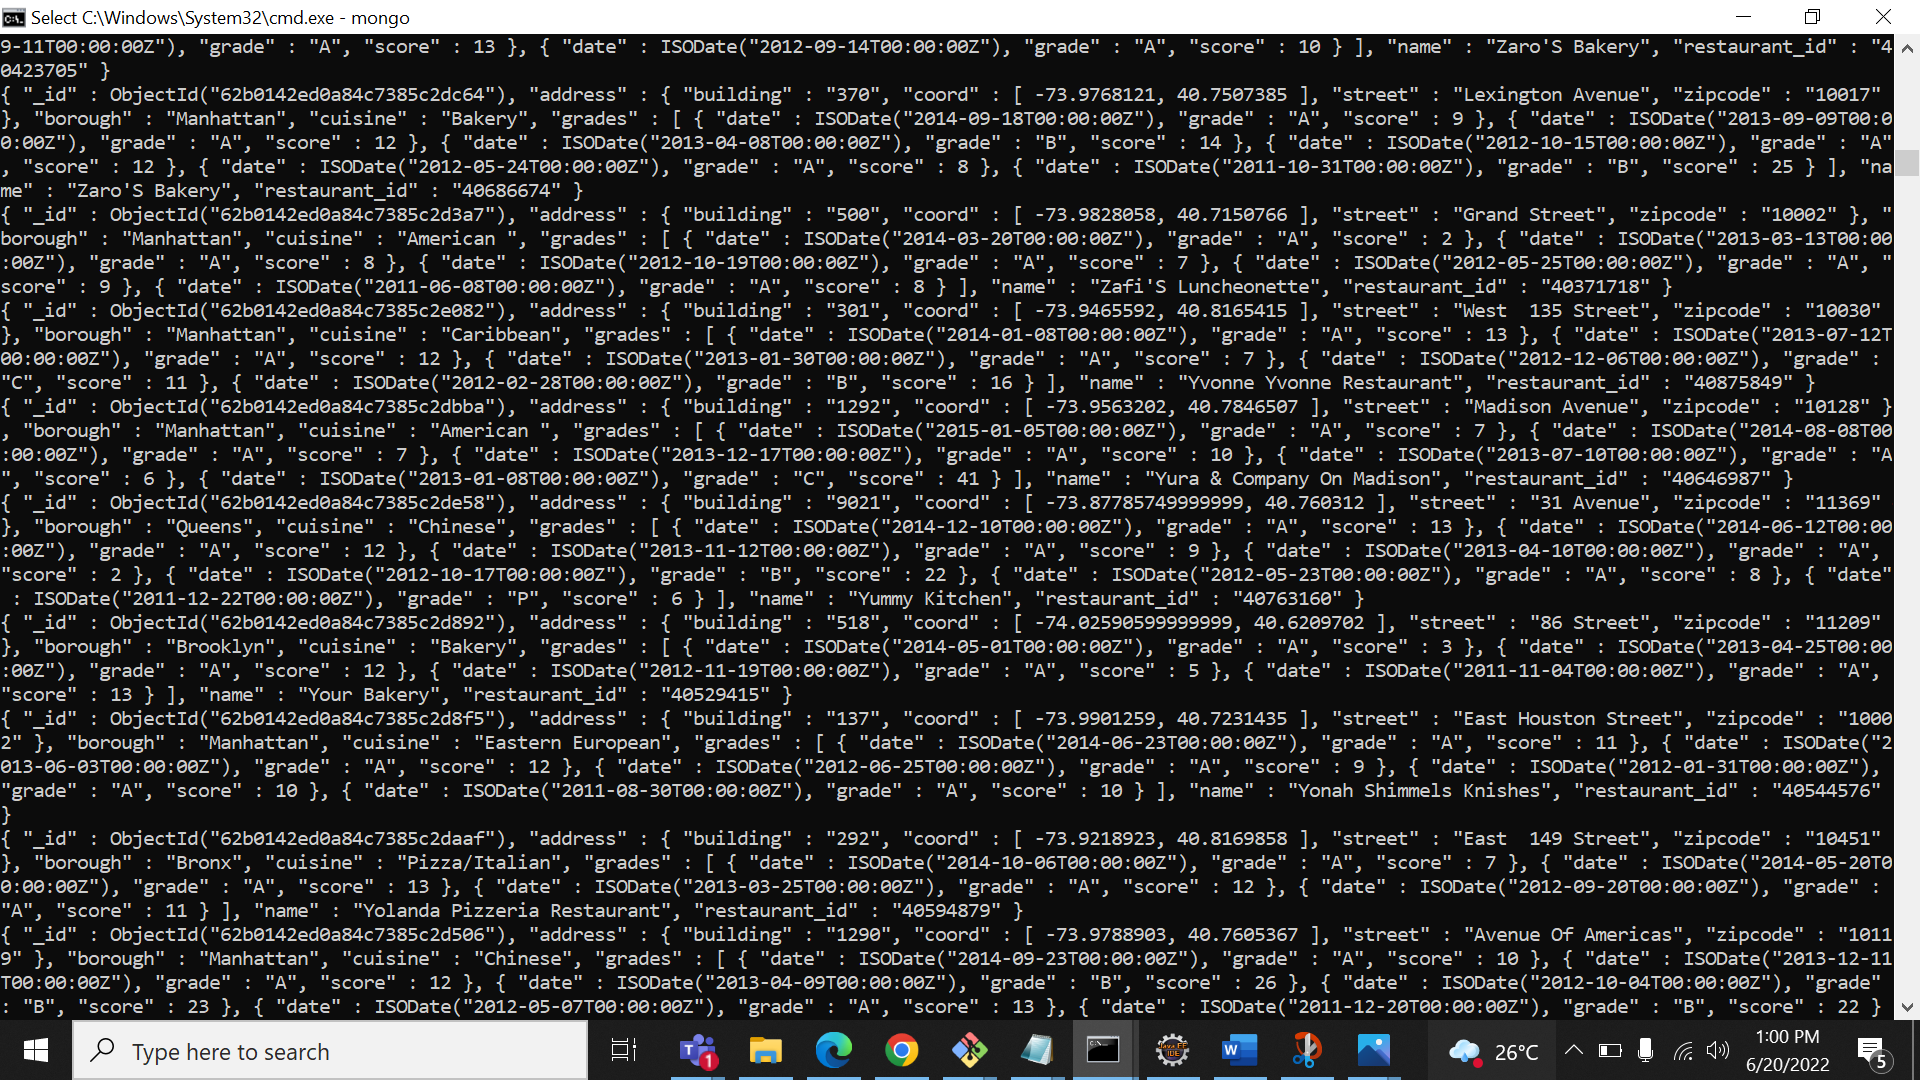 Select C:\Windows\System32\cmd.exe - mongo
9-11T00:00:00Z"), "grade" : "A", "score" : 13 }, { "date" : ISODate("2012-09-14T00:00:00Z"), "grade" : "A", "score" : 10 } ], "name" : "Zaro'S Bakery", "restaurant_id" : "4
0423705" }
{ "_id" : ObjectId("62b0142ed0a84c7385c2dc64"), "address" : { "building" : "370", "coord" : [ -73.9768121, 40.7507385 ], "street" : "Lexington Avenue", "zipcode" : "10017"
}, "borough" : "Manhattan", "cuisine" : "Bakery", "grades" : [ { "date" : ISODate("2014-09-18T00:00:00Z"), "grade" : "A", "score" : 9 }, { "date" : ISODate("2013-09-09T00:0
0:00Z"), "grade" : "A", "score" : 12 }, { "date" : ISODate("2013-04-08T00:00:00Z"), "grade" : "B", "score" : 14 }, { "date" : ISODate("2012-10-15T00:00:00Z"), "grade" : "A"
, "score" : 12 }, { "date" : ISODate("2012-05-24T00:00:00Z"), "grade" : "A", "score" : 8 }, { "date" : ISODate("2011-10-31T00:00:00Z"), "grade" : "B", "score" : 25 } ], "na
me" : "Zaro'S Bakery", "restaurant_id" : "40686674" }
{ "_id" : ObjectId("62b0142ed0a84c7385c2d3a7"), "address" : { "building" : "500", "coord" : [ -73.9828058, 40.7150766 ], "street" : "Grand Street", "zipcode" : "10002" }, "
borough" : "Manhattan", "cuisine" : "American ", "grades" : [ { "date" : ISODate("2014-03-20T00:00:00Z"), "grade" : "A", "score" : 2 }, { "date" : ISODate("2013-03-13T00:00
:00Z"), "grade" : "A", "score" : 8 }, { "date" : ISODate("2012-10-19T00:00:00Z"), "grade" : "A", "score" : 7 }, { "date" : ISODate("2012-05-25T00:00:00Z"), "grade" : "A", "
score" : 9 }, { "date" : ISODate("2011-06-08T00:00:00Z"), "grade" : "A", "score" : 8 } ], "name" : "Zafi'S Luncheonette", "restaurant_id" : "40371718" }
{ "_id" : ObjectId("62b0142ed0a84c7385c2e082"), "address" : { "building" : "301", "coord" : [ -73.9465592, 40.8165415 ], "street" : "West  135 Street", "zipcode" : "10030"
}, "borough" : "Manhattan", "cuisine" : "Caribbean", "grades" : [ { "date" : ISODate("2014-01-08T00:00:00Z"), "grade" : "A", "score" : 13 }, { "date" : ISODate("2013-07-12T
00:00:00Z"), "grade" : "A", "score" : 12 }, { "date" : ISODate("2013-01-30T00:00:00Z"), "grade" : "A", "score" : 7 }, { "date" : ISODate("2012-12-06T00:00:00Z"), "grade" :
"C", "score" : 11 }, { "date" : ISODate("2012-02-28T00:00:00Z"), "grade" : "B", "score" : 16 } ], "name" : "Yvonne Yvonne Restaurant", "restaurant_id" : "40875849" }
{ "_id" : ObjectId("62b0142ed0a84c7385c2dbba"), "address" : { "building" : "1292", "coord" : [ -73.9563202, 40.7846507 ], "street" : "Madison Avenue", "zipcode" : "10128" }
, "borough" : "Manhattan", "cuisine" : "American ", "grades" : [ { "date" : ISODate("2015-01-05T00:00:00Z"), "grade" : "A", "score" : 7 }, { "date" : ISODate("2014-08-08T00
:00:00Z"), "grade" : "A", "score" : 7 }, { "date" : ISODate("2013-12-17T00:00:00Z"), "grade" : "A", "score" : 10 }, { "date" : ISODate("2013-07-10T00:00:00Z"), "grade" : "A
", "score" : 6 }, { "date" : ISODate("2013-01-08T00:00:00Z"), "grade" : "C", "score" : 41 } ], "name" : "Yura & Company On Madison", "restaurant_id" : "40646987" }
{ "_id" : ObjectId("62b0142ed0a84c7385c2de58"), "address" : { "building" : "9021", "coord" : [ -73.87785749999999, 40.760312 ], "street" : "31 Avenue", "zipcode" : "11369"
}, "borough" : "Queens", "cuisine" : "Chinese", "grades" : [ { "date" : ISODate("2014-12-10T00:00:00Z"), "grade" : "A", "score" : 13 }, { "date" : ISODate("2014-06-12T00:00
:00Z"), "grade" : "A", "score" : 12 }, { "date" : ISODate("2013-11-12T00:00:00Z"), "grade" : "A", "score" : 9 }, { "date" : ISODate("2013-04-10T00:00:00Z"), "grade" : "A",
"score" : 2 }, { "date" : ISODate("2012-10-17T00:00:00Z"), "grade" : "B", "score" : 22 }, { "date" : ISODate("2012-05-23T00:00:00Z"), "grade" : "A", "score" : 8 }, { "date"
 : ISODate("2011-12-22T00:00:00Z"), "grade" : "P", "score" : 6 } ], "name" : "Yummy Kitchen", "restaurant_id" : "40763160" }
{ "_id" : ObjectId("62b0142ed0a84c7385c2d892"), "address" : { "building" : "518", "coord" : [ -74.02590599999999, 40.6209702 ], "street" : "86 Street", "zipcode" : "11209"
}, "borough" : "Brooklyn", "cuisine" : "Bakery", "grades" : [ { "date" : ISODate("2014-05-01T00:00:00Z"), "grade" : "A", "score" : 3 }, { "date" : ISODate("2013-04-25T00:00
:00Z"), "grade" : "A", "score" : 12 }, { "date" : ISODate("2012-11-19T00:00:00Z"), "grade" : "A", "score" : 5 }, { "date" : ISODate("2011-11-04T00:00:00Z"), "grade" : "A",
"score" : 13 } ], "name" : "Your Bakery", "restaurant_id" : "40529415" }
{ "_id" : ObjectId("62b0142ed0a84c7385c2d8f5"), "address" : { "building" : "137", "coord" : [ -73.9901259, 40.7231435 ], "street" : "East Houston Street", "zipcode" : "1000
2" }, "borough" : "Manhattan", "cuisine" : "Eastern European", "grades" : [ { "date" : ISODate("2014-06-23T00:00:00Z"), "grade" : "A", "score" : 11 }, { "date" : ISODate("2
013-06-03T00:00:00Z"), "grade" : "A", "score" : 12 }, { "date" : ISODate("2012-06-25T00:00:00Z"), "grade" : "A", "score" : 9 }, { "date" : ISODate("2012-01-31T00:00:00Z"),
"grade" : "A", "score" : 10 }, { "date" : ISODate("2011-08-30T00:00:00Z"), "grade" : "A", "score" : 10 } ], "name" : "Yonah Shimmels Knishes", "restaurant_id" : "40544576"
}
{ "_id" : ObjectId("62b0142ed0a84c7385c2daaf"), "address" : { "building" : "292", "coord" : [ -73.9218923, 40.8169858 ], "street" : "East  149 Street", "zipcode" : "10451"
}, "borough" : "Bronx", "cuisine" : "Pizza/Italian", "grades" : [ { "date" : ISODate("2014-10-06T00:00:00Z"), "grade" : "A", "score" : 7 }, { "date" : ISODate("2014-05-20T0
0:00:00Z"), "grade" : "A", "score" : 13 }, { "date" : ISODate("2013-03-25T00:00:00Z"), "grade" : "A", "score" : 12 }, { "date" : ISODate("2012-09-20T00:00:00Z"), "grade" :
"A", "score" : 11 } ], "name" : "Yolanda Pizzeria Restaurant", "restaurant_id" : "40594879" }
{ "_id" : ObjectId("62b0142ed0a84c7385c2d506"), "address" : { "building" : "1290", "coord" : [ -73.9788903, 40.7605367 ], "street" : "Avenue Of Americas", "zipcode" : "1011
9" }, "borough" : "Manhattan", "cuisine" : "Chinese", "grades" : [ { "date" : ISODate("2014-09-23T00:00:00Z"), "grade" : "A", "score" : 10 }, { "date" : ISODate("2013-12-11
T00:00:00Z"), "grade" : "A", "score" : 12 }, { "date" : ISODate("2013-04-09T00:00:00Z"), "grade" : "B", "score" : 26 }, { "date" : ISODate("2012-10-04T00:00:00Z"), "grade"
: "B", "score" : 23 }, { "date" : ISODate("2012-05-07T00:00:00Z"), "grade" : "A", "score" : 13 }, { "date" : ISODate("2011-12-20T00:00:00Z"), "grade" : "B", "score" : 22 }
Type here to search
T 1
Java EE
IDE
W
26°C
1:00 PM
6/20/2022
5